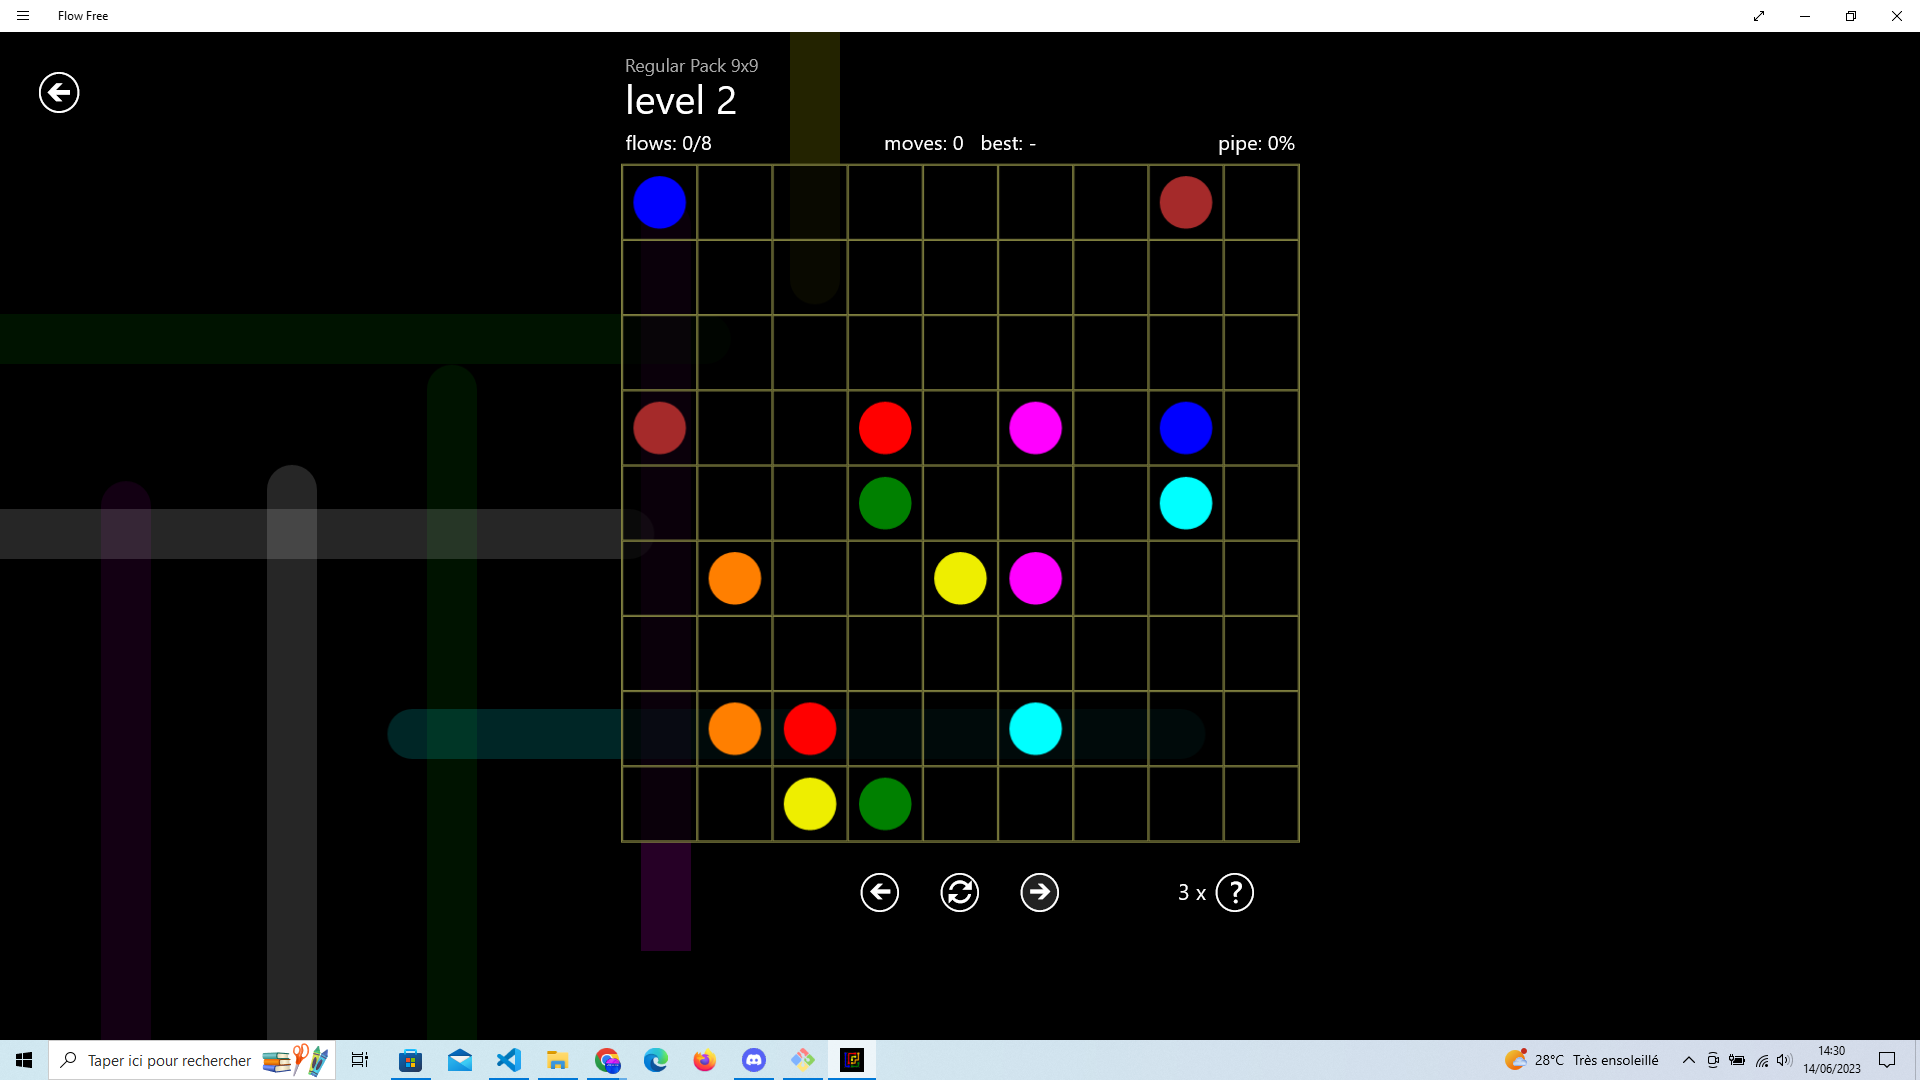 Flow Free
Regular Pack 9x9
level 2
flows: 0/8 moves: 0 best: - pipe: 0%
3 x ?
Taper ici pour rechercher
28°C Très ensoleillé
14:30
14/06/2023